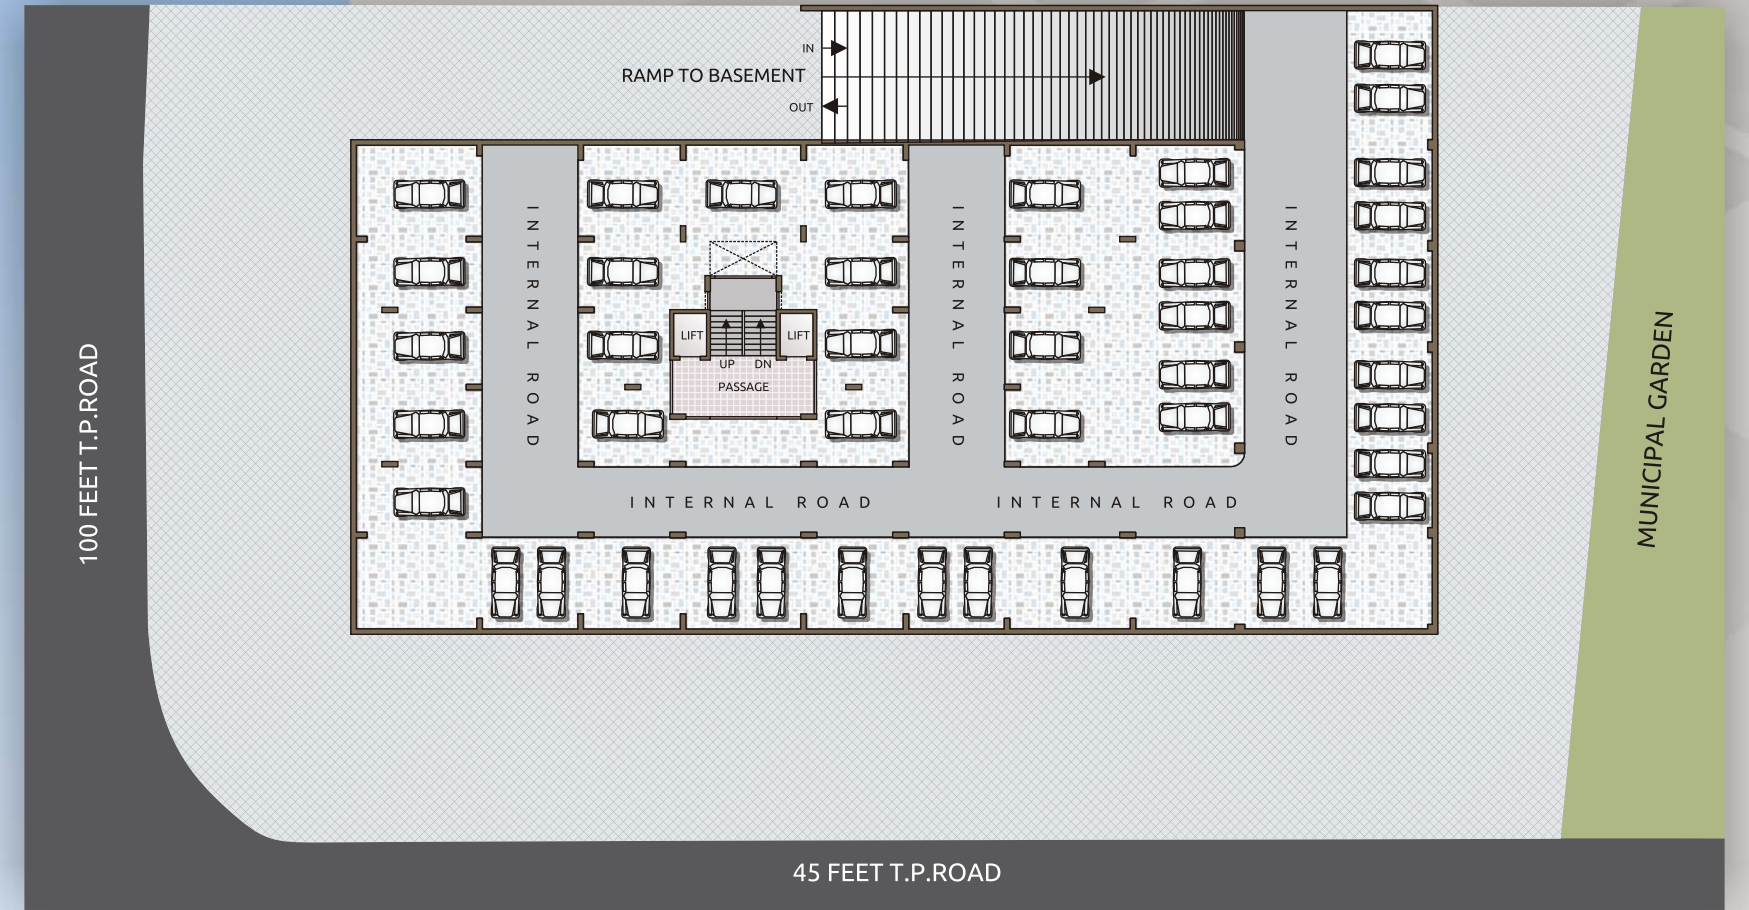 IN
RAMP TO BASEMENT
OUT
INTERNAL ROAD
INTERNAL ROAD
INTERNAL ROAD
LIFT
LIFT
UP
DN
PASSAGE
100 FEET T.P.ROAD
MUNICIPAL GARDEN
INTERNAL ROAD
INTERNAL ROAD
45 FEET T.P.ROAD